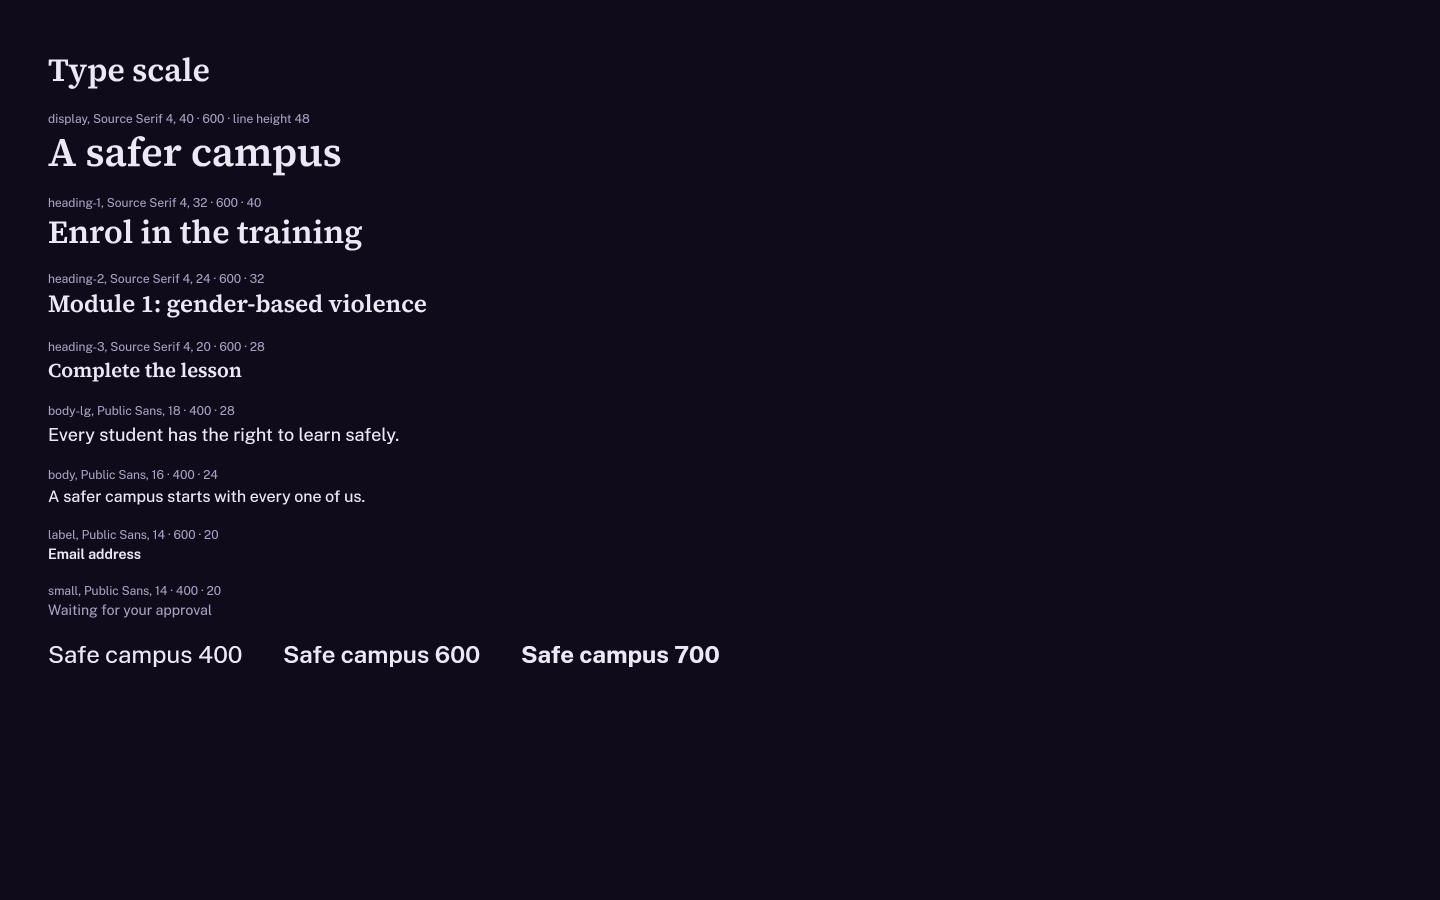 Type scale
display, Source Serif 4, 40 · 600 · line height 48
A safer campus
heading-1, Source Serif 4, 32 · 600 · 40
Enrol in the training
heading-2, Source Serif 4, 24 · 600 · 32
Module 1: gender-based violence
heading-3, Source Serif 4, 20 · 600 · 28
Complete the lesson
body-lg, Public Sans, 18 · 400 · 28
Every student has the right to learn safely.
body, Public Sans, 16 · 400 · 24
A safer campus starts with every one of us.
label, Public Sans, 14 · 600 · 20
Email address
small, Public Sans, 14 · 400 · 20
Waiting for your approval
Safe campus 400 Safe campus 600 Safe campus 700